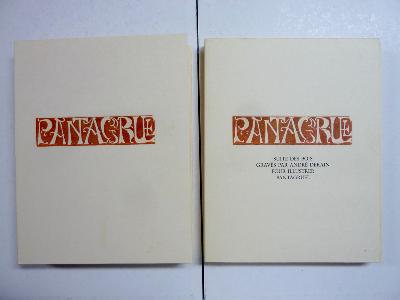 PANTAGRUEL
PANTAGRUEL
SUITE DES BOIS
GRAVÉS PAR ANDRÉ DERAIN
POUR ILLUSTRER
PANTAGRUEL